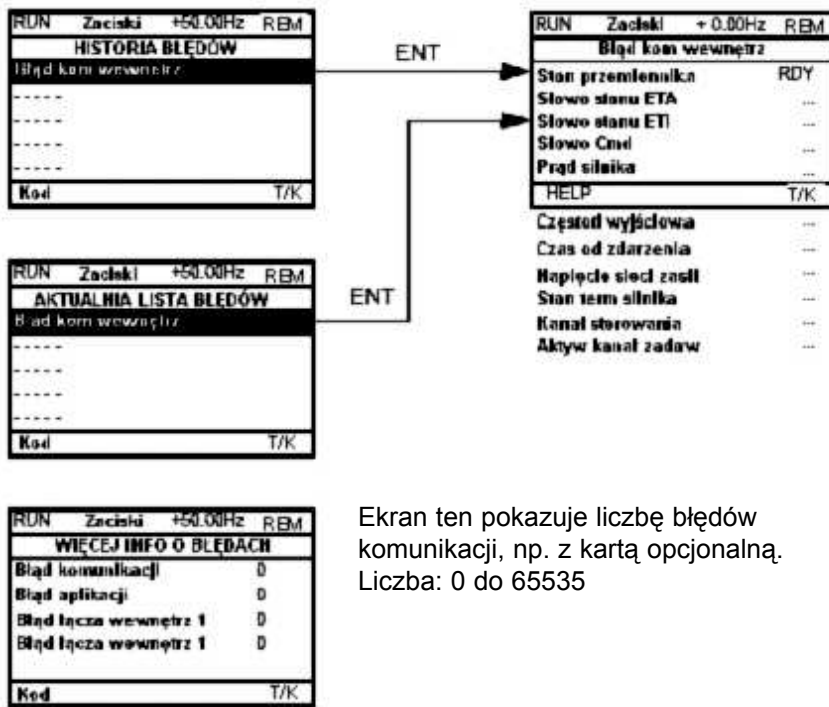 RUN Zaciski +50.00Hz REM
HISTORIA BŁĘDÓW
Błąd kom wewnętrz
-----
-----
-----
-----
Kod T/K
ENT
RUN Zaciski + 0.00Hz REM
Błąd kom wewnętrz
Stan przemiennika RDY
Słowo stanu ETA ...
Słowo stanu ETI ...
Słowo Cmd ...
Prąd silnika ...
HELP T/K
Częstotl wyjściowa ...
Czas od zdarzenia ...
Napięcie sieci zasil ...
Stan term silnika ...
Kanał sterowania ...
Aktyw kanał zadaw ...
RUN Zaciski +50.00Hz REM
AKTUALNIA LISTA BŁĘDÓW
Błąd kom wewnętrz
-----
-----
-----
-----
Kod T/K
ENT
RUN Zaciski +50.00Hz REM
WIĘCEJ INFO O BŁĘDACH
Błąd komunikacji 0
Błąd aplikacji 0
Błąd łącza wewnętrz 1 0
Błąd łącza wewnętrz 1 0
Kod T/K
Ekran ten pokazuje liczbę błędów
komunikacji, np. z kartą opcjonalną.
Liczba: 0 do 65535